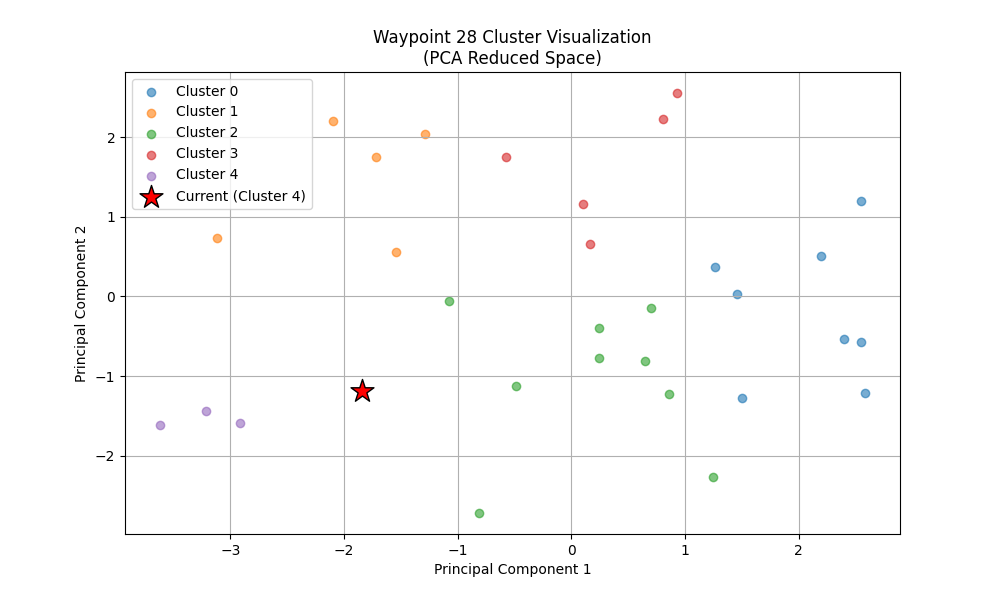 Waypoint 28 Cluster Visualization
(PCA Reduced Space)
Cluster 0
Cluster 1
Cluster 2
Cluster 3
Cluster 4
Current (Cluster 4)
Principal Component 2
2
1
0
−1
−2
−3
−2
−1
0
1
2
Principal Component 1